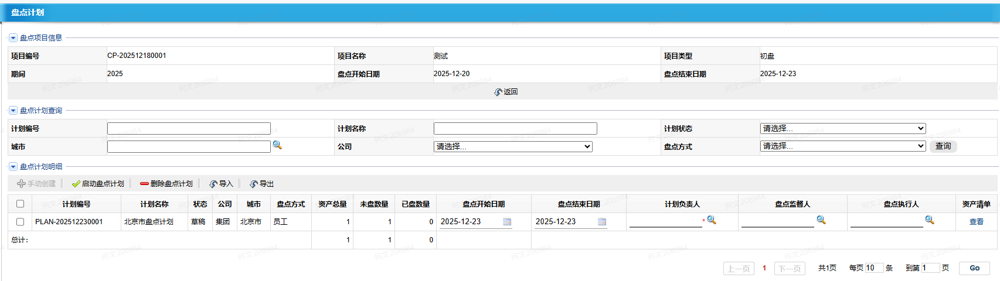 盘点计划
盘点项目信息
项目编号 CP-202512180001 项目名称 测试 项目类型 初盘
期间 2025 盘点开始日期 2025-12-20 盘点结束日期 2025-12-23
返回
盘点计划查询
计划编号 计划名称 计划状态 请选择...
城市 公司 请选择... 盘点方式 请选择... 查询
盘点计划明细
手动创建 启动盘点计划 删除盘点计划 导入 导出
计划编号 计划名称 状态 公司 城市 盘点方式 资产总量 未盘数量 已盘数量 盘点开始日期 盘点结束日期 计划负责人 盘点监督人 盘点执行人 资产清单
PLAN-202512230001 北京市盘点计划 草稿 集团 北京市 员工 1 1 0 2025-12-23 2025-12-23 * 查看
总计: 1 1 0
上一页 1 下一页 共1页 每页 10 条 到第 1 页 Go
何文206984